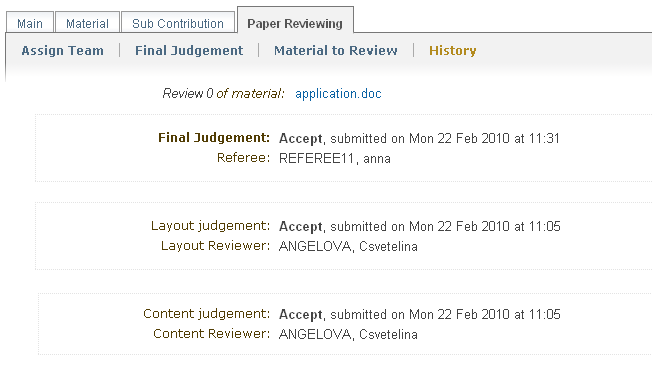 Main Material Sub Contribution Paper Reviewing
Assign Team Final Judgement Material to Review History
Review 0 of material: application.doc
Final Judgement: Accept, submitted on Mon 22 Feb 2010 at 11:31
Referee: REFEREE11, anna
Layout judgement: Accept, submitted on Mon 22 Feb 2010 at 11:05
Layout Reviewer: ANGELOVA, Csvetelina
Content judgement: Accept, submitted on Mon 22 Feb 2010 at 11:05
Content Reviewer: ANGELOVA, Csvetelina